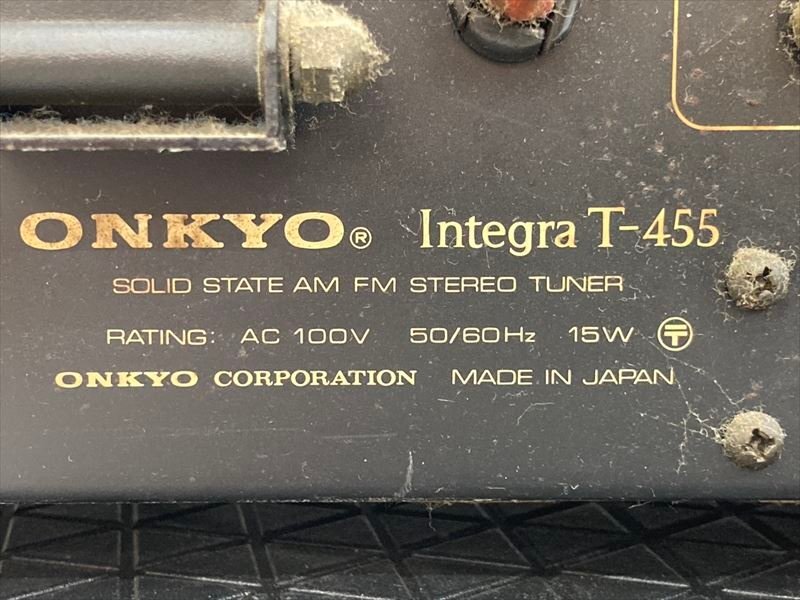 ONKYO® Integra T-455
SOLID STATE AM FM STEREO TUNER
RATING: AC 100V 50/60Hz 15W 〒
ONKYO CORPORATION MADE IN JAPAN